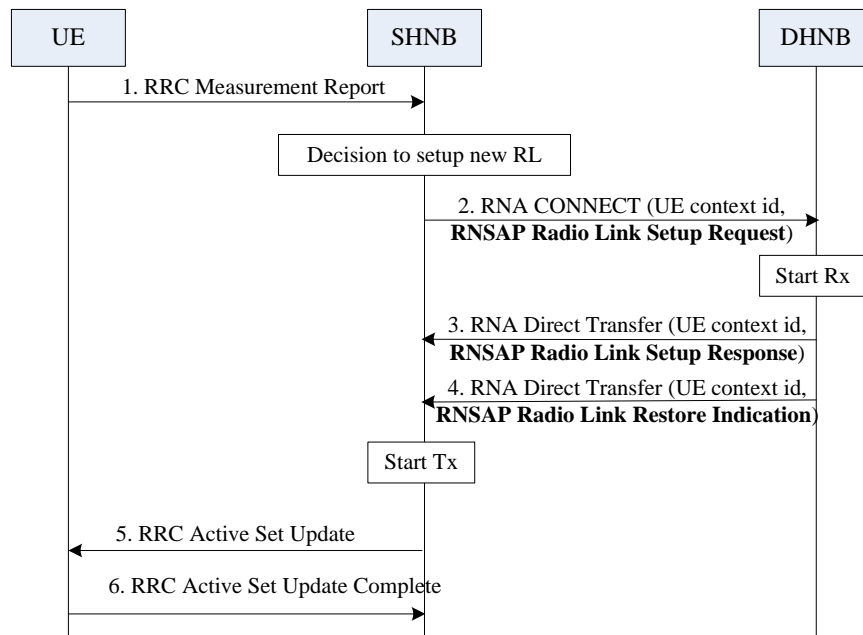 UE
SHNB
DHNB
1. RRC Measurement Report
Decision to setup new RL
2. RNA CONNECT (UE context id,
RNSAP Radio Link Setup Request)
Start Rx
3. RNA Direct Transfer (UE context id,
RNSAP Radio Link Setup Response)
4. RNA Direct Transfer (UE context id,
RNSAP Radio Link Restore Indication)
Start Tx
5. RRC Active Set Update
6. RRC Active Set Update Complete